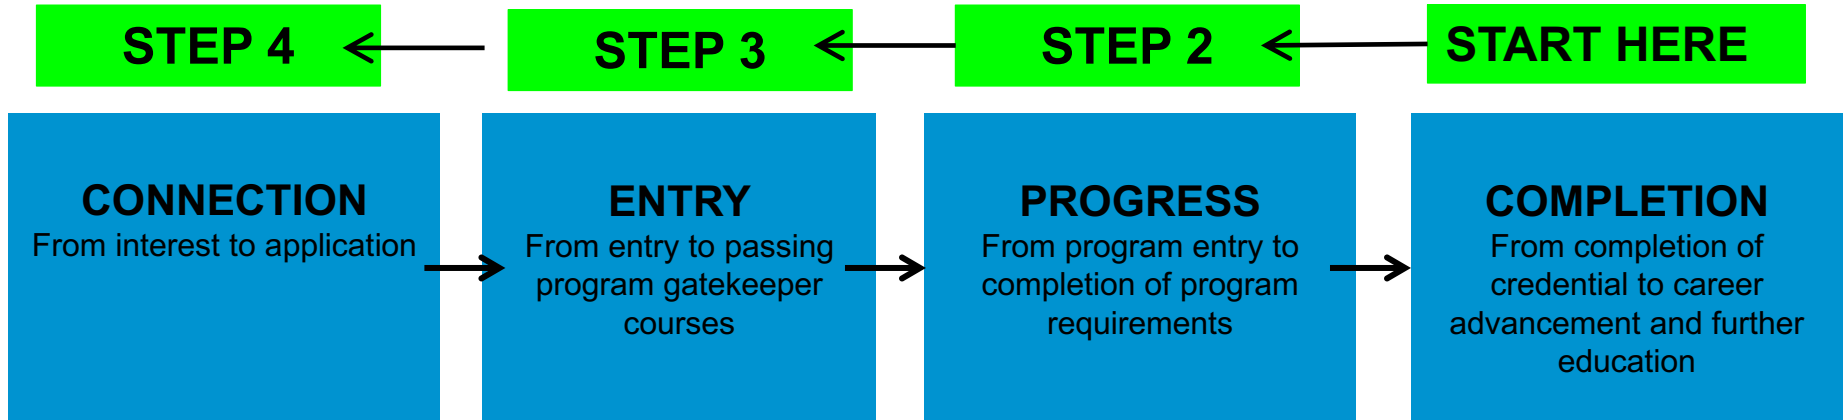 STEP 4
STEP 3
STEP 2
START HERE
CONNECTION
From interest to application
ENTRY
From entry to passing
program gatekeeper
courses
PROGRESS
From program entry to
completion of program
requirements
COMPLETION
From completion of
credential to career
advancement and further
education